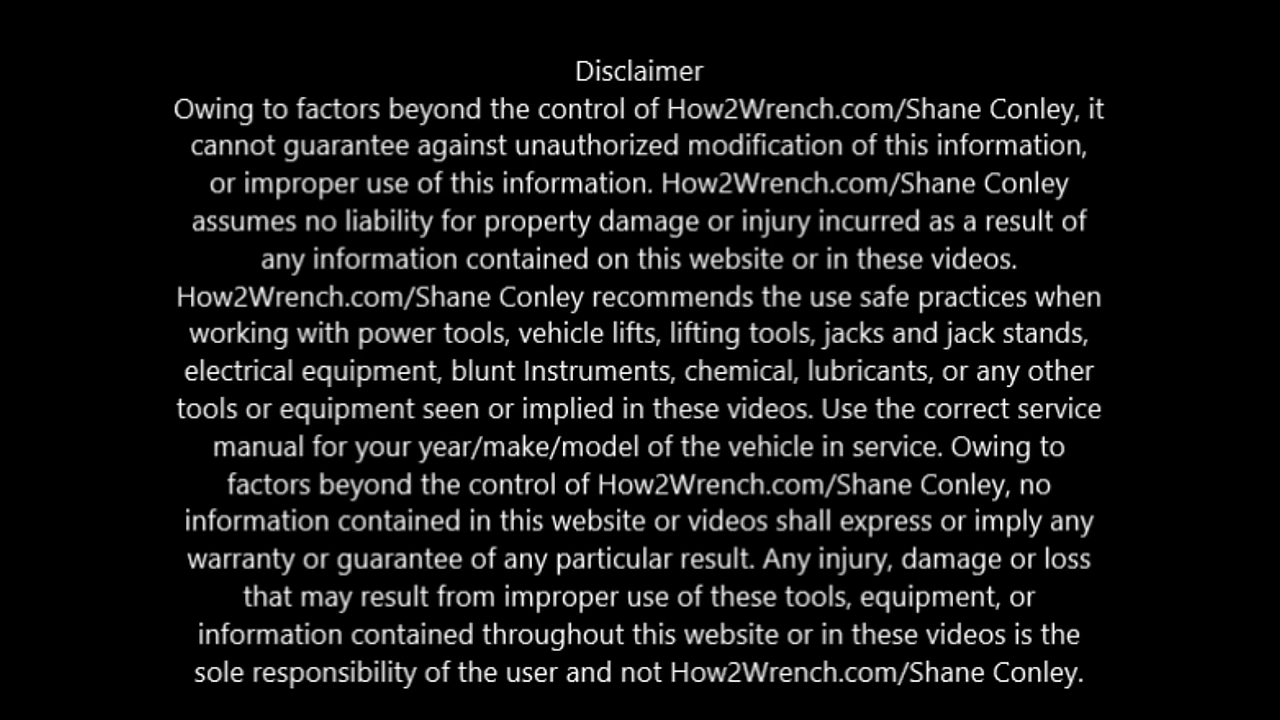 Disclaimer
Owing to factors beyond the control of How2Wrench.com/Shane Conley, it
cannot guarantee against unauthorized modification of this information,
or improper use of this information. How2Wrench.com/Shane Conley
assumes no liability for property damage or injury incurred as a result of
any information contained on this website or in these videos.
How2Wrench.com/Shane Conley recommends the use safe practices when
working with power tools, vehicle lifts, lifting tools, jacks and jack stands,
electrical equipment, blunt Instruments, chemical, lubricants, or any other
tools or equipment seen or implied in these videos. Use the correct service
manual for your year/make/model of the vehicle in service. Owing to
factors beyond the control of How2Wrench.com/Shane Conley, no
information contained in this website or videos shall express or imply any
warranty or guarantee of any particular result. Any injury, damage or loss
that may result from improper use of these tools, equipment, or
information contained throughout this website or in these videos is the
sole responsibility of the user and not How2Wrench.com/Shane Conley.